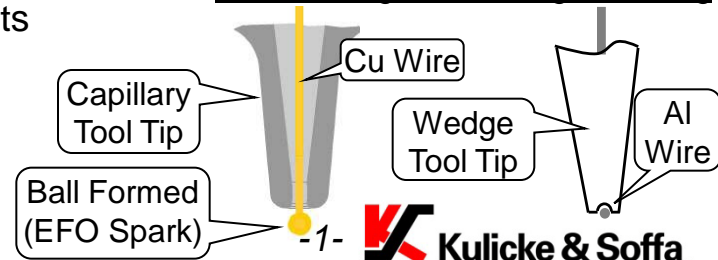 ts
Cu Wire
Capillary
Tool Tip
Wedge
Tool Tip
Al
Wire
Ball Formed
(EFO Spark)
-1-
Kulicke & Soffa